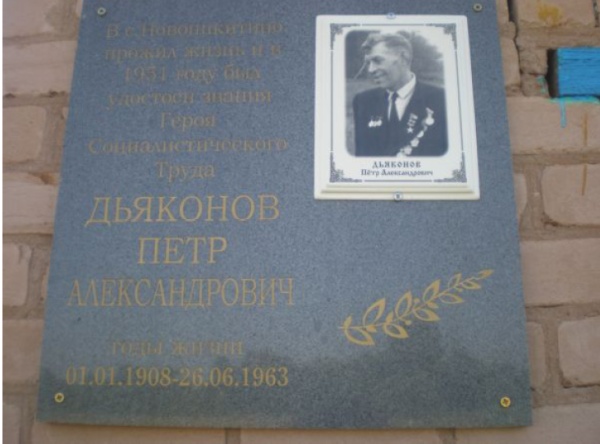 В с. Новошкитино
прожил жизнь и в
1951 году был
удостоен звания
Героя
Социалистического
Труда
ДЬЯКОНОВ
ПЕТР
АЛЕКСАНДРОВИЧ
годы жизни
01.01.1908-26.06.1963
ДЬЯКОНОВ
Пётр Александрович